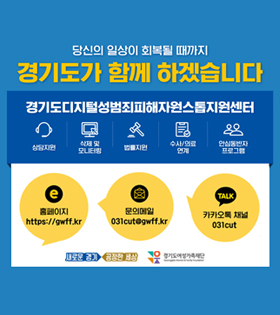 당신의 일상이 회복될 때까지
경기도가 함께 하겠습니다
경기도디지털성범죄피해자원스톱지원센터
상담지원
삭제 및
모니터링
법률지원
수사/의료
연계
안심동반자
프로그램
e
홈페이지
https://gwff.kr
문의메일
031cut@gwff.kr
TALK
카카오톡 채널
031cut
새로운 경기 공정한 세상
경기도여성가족재단